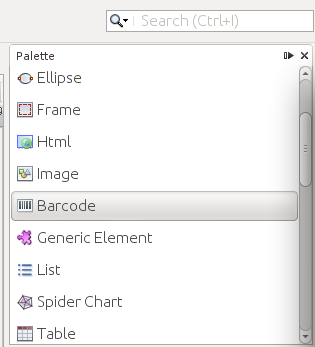 Search (Ctrl+I)
Palette
Ellipse
Frame
Html
Image
Barcode
Generic Element
List
Spider Chart
Table